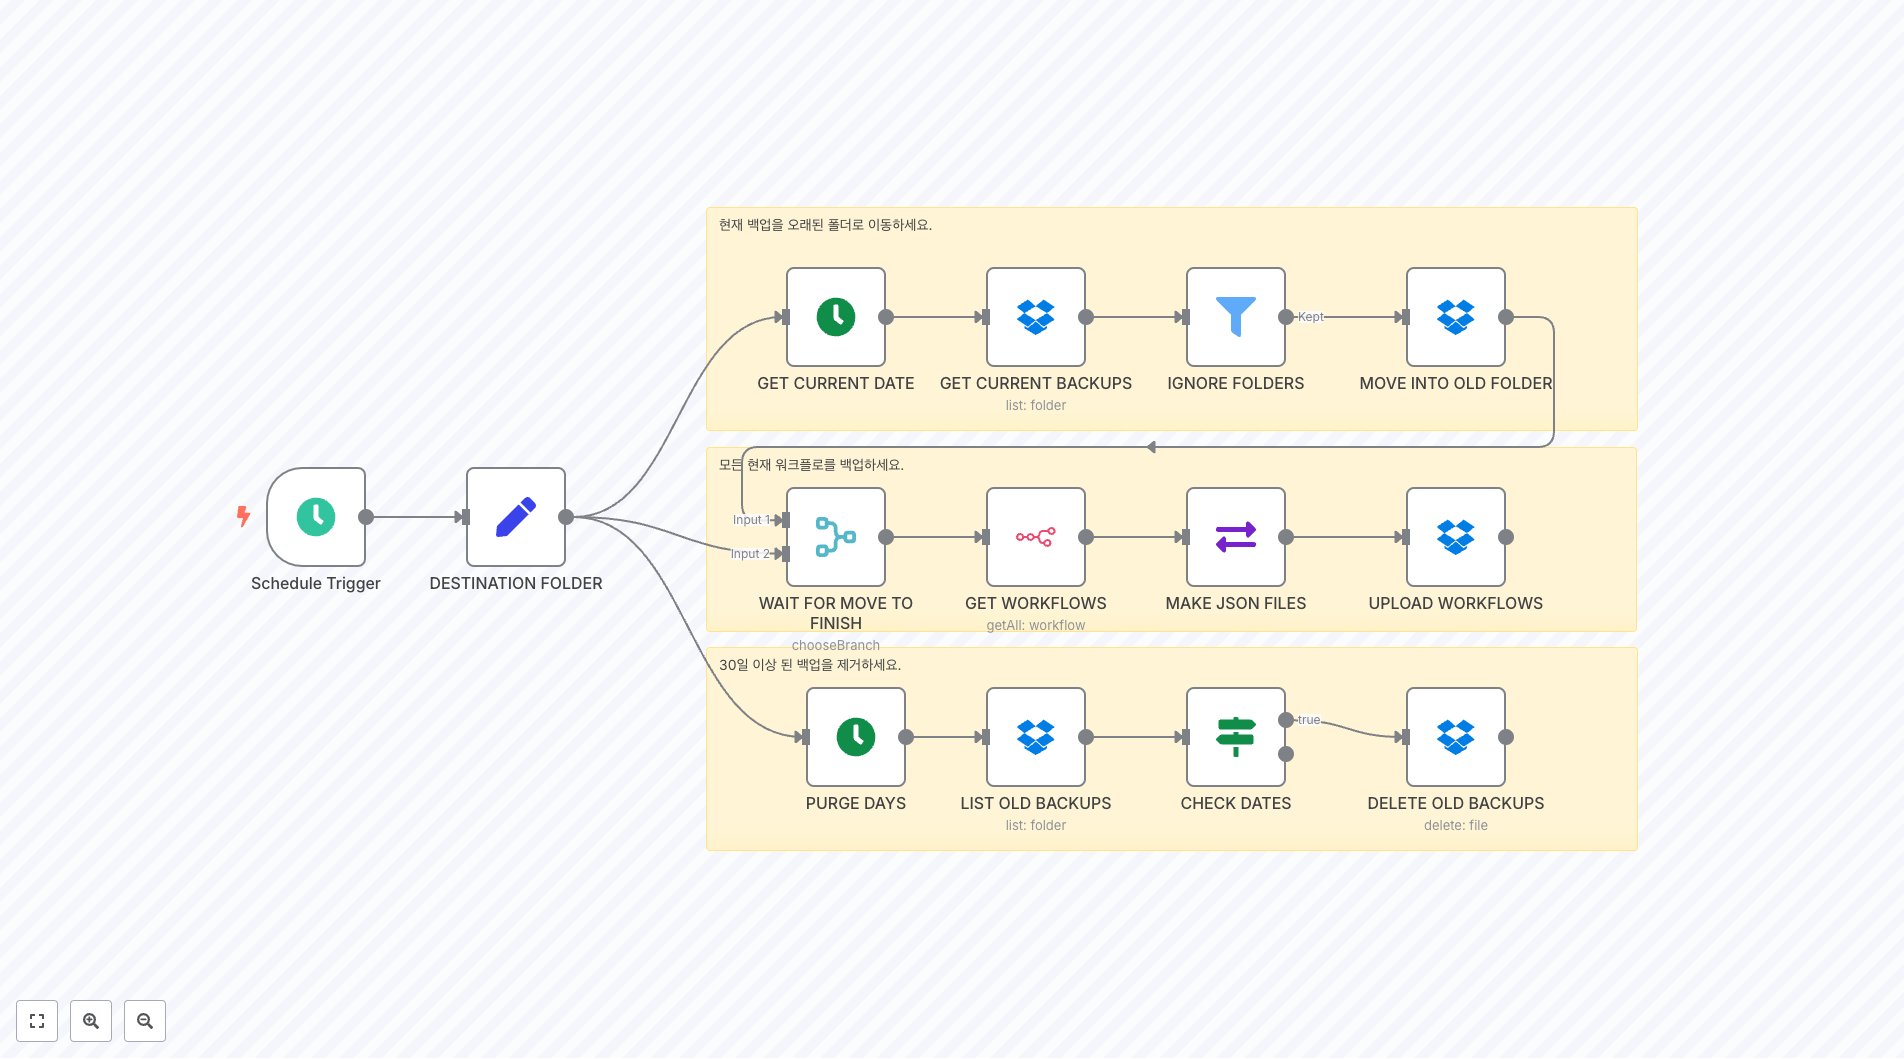 현재 백업을 오래된 폴더로 이동하세요.
GET CURRENT DATE
GET CURRENT BACKUPS
list: folder
IGNORE FOLDERS
Kept
MOVE INTO OLD FOLDER
Schedule Trigger
DESTINATION FOLDER
모든 현재 워크플로를 백업하세요.
Input 1
Input 2
WAIT FOR MOVE TO
FINISH
chooseBranch
GET WORKFLOWS
getAll: workflow
MAKE JSON FILES
UPLOAD WORKFLOWS
30일 이상 된 백업을 제거하세요.
PURGE DAYS
LIST OLD BACKUPS
list: folder
CHECK DATES
true
DELETE OLD BACKUPS
delete: file